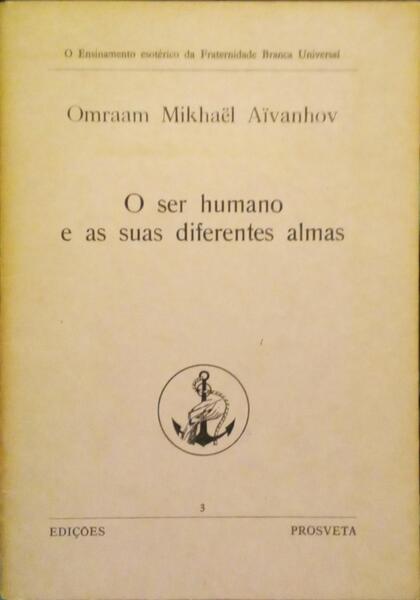 O Ensinamento esotérico da Fraternidade Branca Universal
Omraam Mikhaël Aïvanhov
O ser humano
e as suas diferentes almas
3
EDIÇÕES PROSVETA